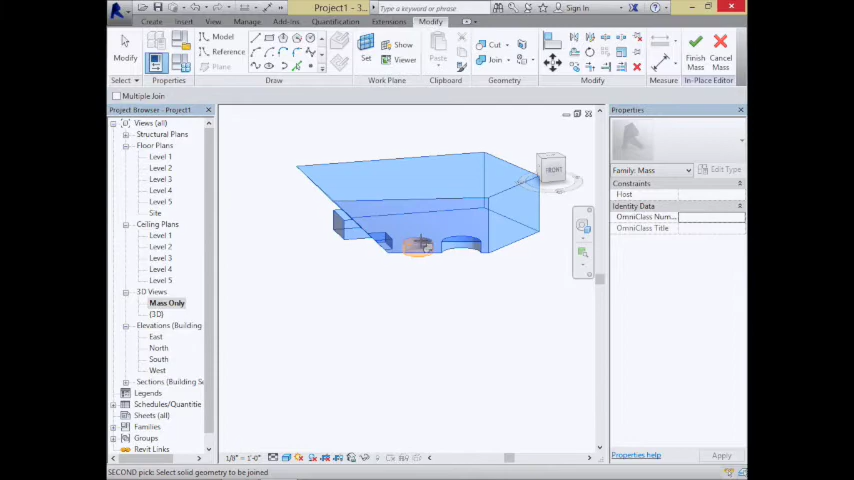 Project1 - 3...
Type a keyword or phrase
Sign In
Create
Insert
View
Manage
Add-Ins
Quantification
Extensions
Modify
Modify
Model
Reference
Plane
Set
Show
Viewer
Paste
Cut
Join
Finish
Mass
Cancel
Mass
Select
Properties
Draw
Work Plane
Clipboard
Geometry
Modify
Measure
In-Place Editor
Multiple Join
Project Browser - Project1
Views (all)
Structural Plans
Floor Plans
Level 1
Level 2
Level 3
Level 4
Level 5
Site
Ceiling Plans
Level 1
Level 2
Level 3
Level 4
Level 5
3D Views
Mass Only
{3D}
Elevations (Building
East
North
South
West
Sections (Building Se
Legends
Schedules/Quantitie
Sheets (all)
Families
Groups
Revit Links
FRONT
Properties
Family: Mass
Edit Type
Constraints
Host
Identity Data
OmniClass Num...
OmniClass Title
Properties help
Apply
1/8" = 1'-0"
SECOND pick: Select solid geometry to be joined